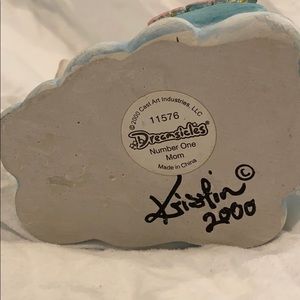 ©2000 Cast Art Industries, LLC
11576
Dreamsicles®
Number One
Mom
Made in China
Kristin ©
2000